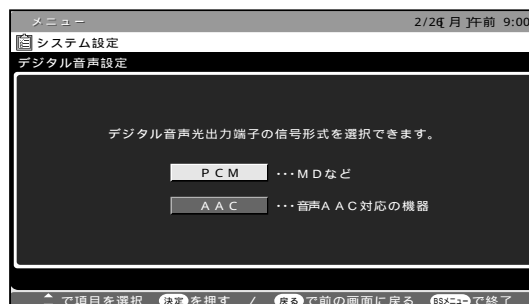 メニュー 2/26(月)午前 9:00
システム設定
デジタル音声設定
デジタル音声光出力端子の信号形式を選択できます。
PCM ・・・MDなど
AAC ・・・音声AAC対応の機器
で項目を選択 決定を押す / 戻るで前の画面に戻る BSメニューで終了